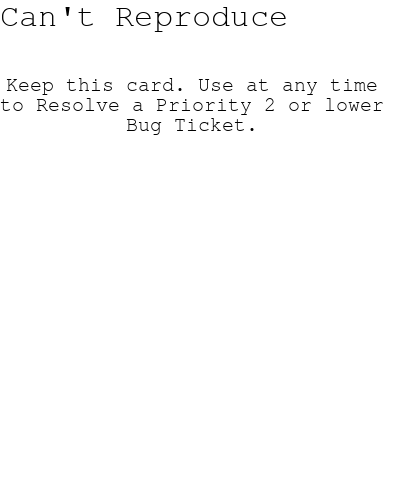 Can't Reproduce
Keep this card. Use at any time
to Resolve a Priority 2 or lower
Bug Ticket.